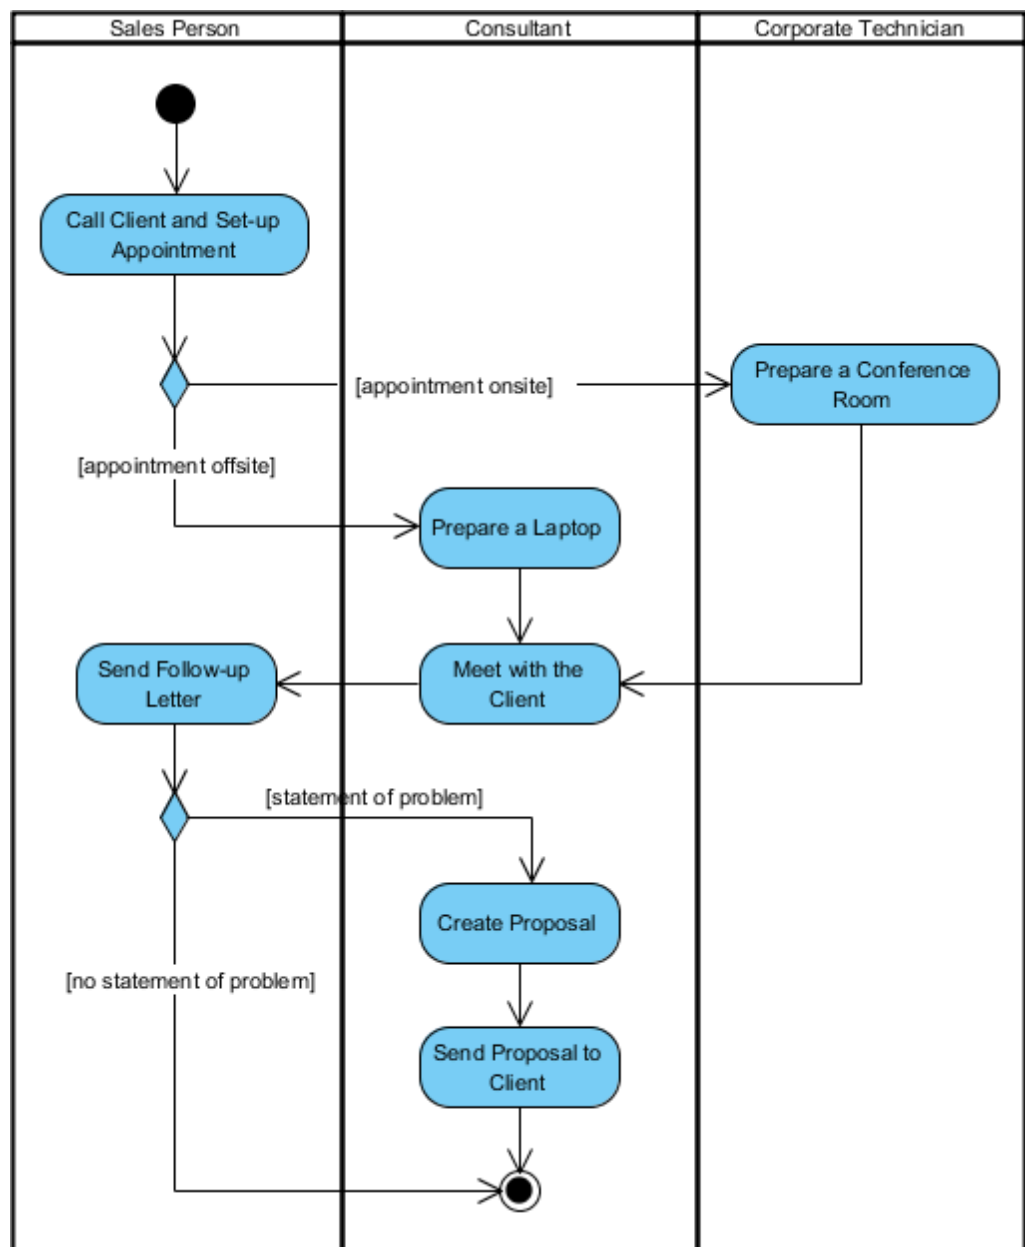 Sales Person
Consultant
Corporate Technician
Call Client and Set-up
Appointment
[appointment onsite]
Prepare a Conference
Room
[appointment offsite]
Prepare a Laptop
Send Follow-up
Letter
Meet with the
Client
[statement of problem]
Create Proposal
[no statement of problem]
Send Proposal to
Client